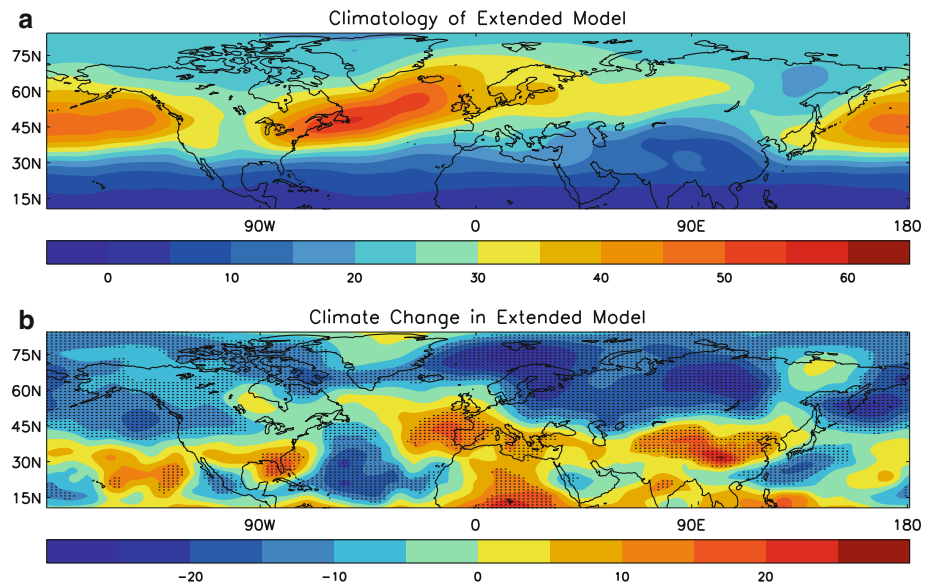 a
Climatology of Extended Model
75N
60N
45N
30N
15N
90W 0 90E 180
0 10 20 30 40 50 60
b
Climate Change in Extended Model
75N
60N
45N
30N
15N
90W 0 90E 180
−20 −10 0 10 20